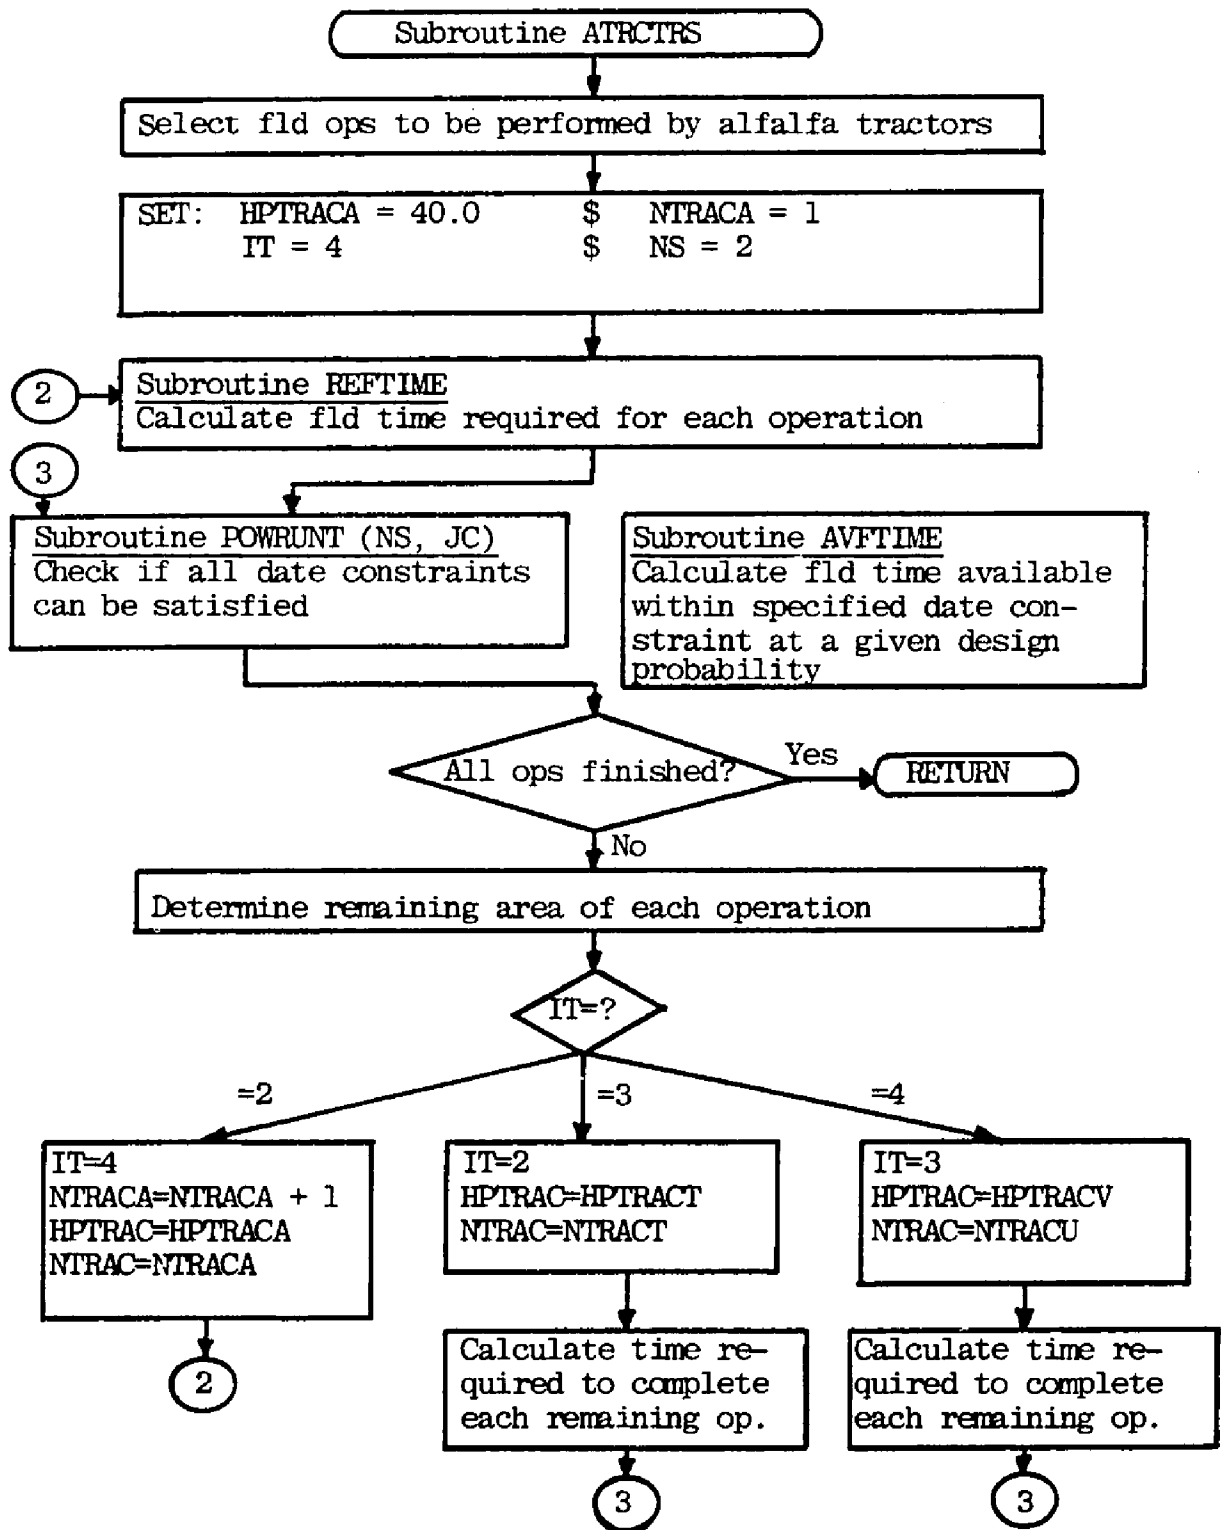 Subroutine ATRCTRS
Select fld ops to be performed by alfalfa tractors
SET: HPTRACA = 40.0 $ NTRACA = 1
IT = 4 $ NS = 2
2
Subroutine REFTIME
Calculate fld time required for each operation
3
Subroutine POWRUNT (NS, JC)
Check if all date constraints
can be satisfied
Subroutine AVFTIME
Calculate fld time available
within specified date con-
straint at a given design
probability
All ops finished?
Yes
RETURN
No
Determine remaining area of each operation
IT=?
=2
=3
=4
IT=4
NTRACA=NTRACA + 1
HPTRAC=HPTRACA
NTRAC=NTRACA
IT=2
HPTRAC=HPTRACT
NTRAC=NTRACT
IT=3
HPTRAC=HPTRACV
NTRAC=NTRACU
2
Calculate time re-
quired to complete
each remaining op.
Calculate time re-
quired to complete
each remaining op.
3
3